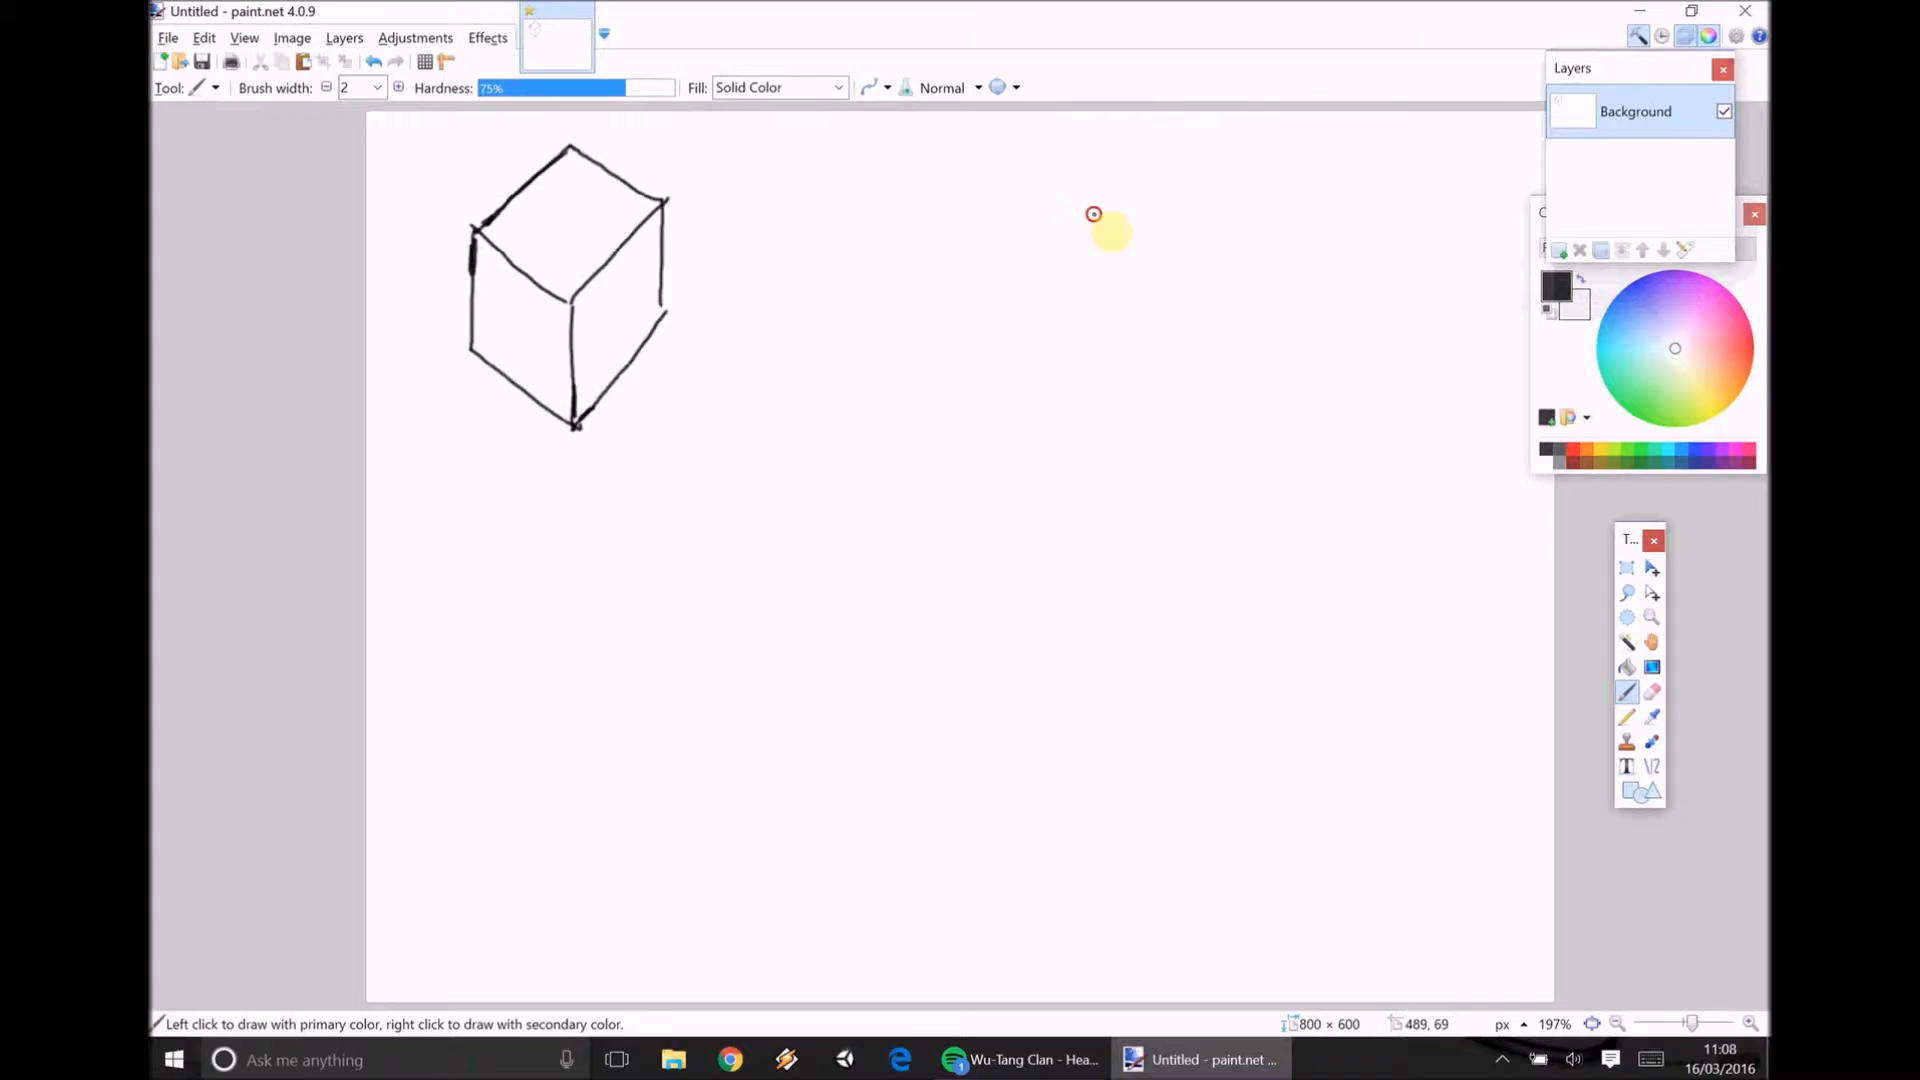 Untitled - paint.net 4.0.9
File Edit View Image Layers Adjustments Effects
Tool: Brush width: 2 Hardness: 75% Fill: Solid Color Normal
Layers
Background
T...
Left click to draw with primary color, right click to draw with secondary color.
800 × 600 489, 69 px 197%
Ask me anything
1 Wu-Tang Clan - Hea...
Untitled - paint.net ...
11:08
16/03/2016